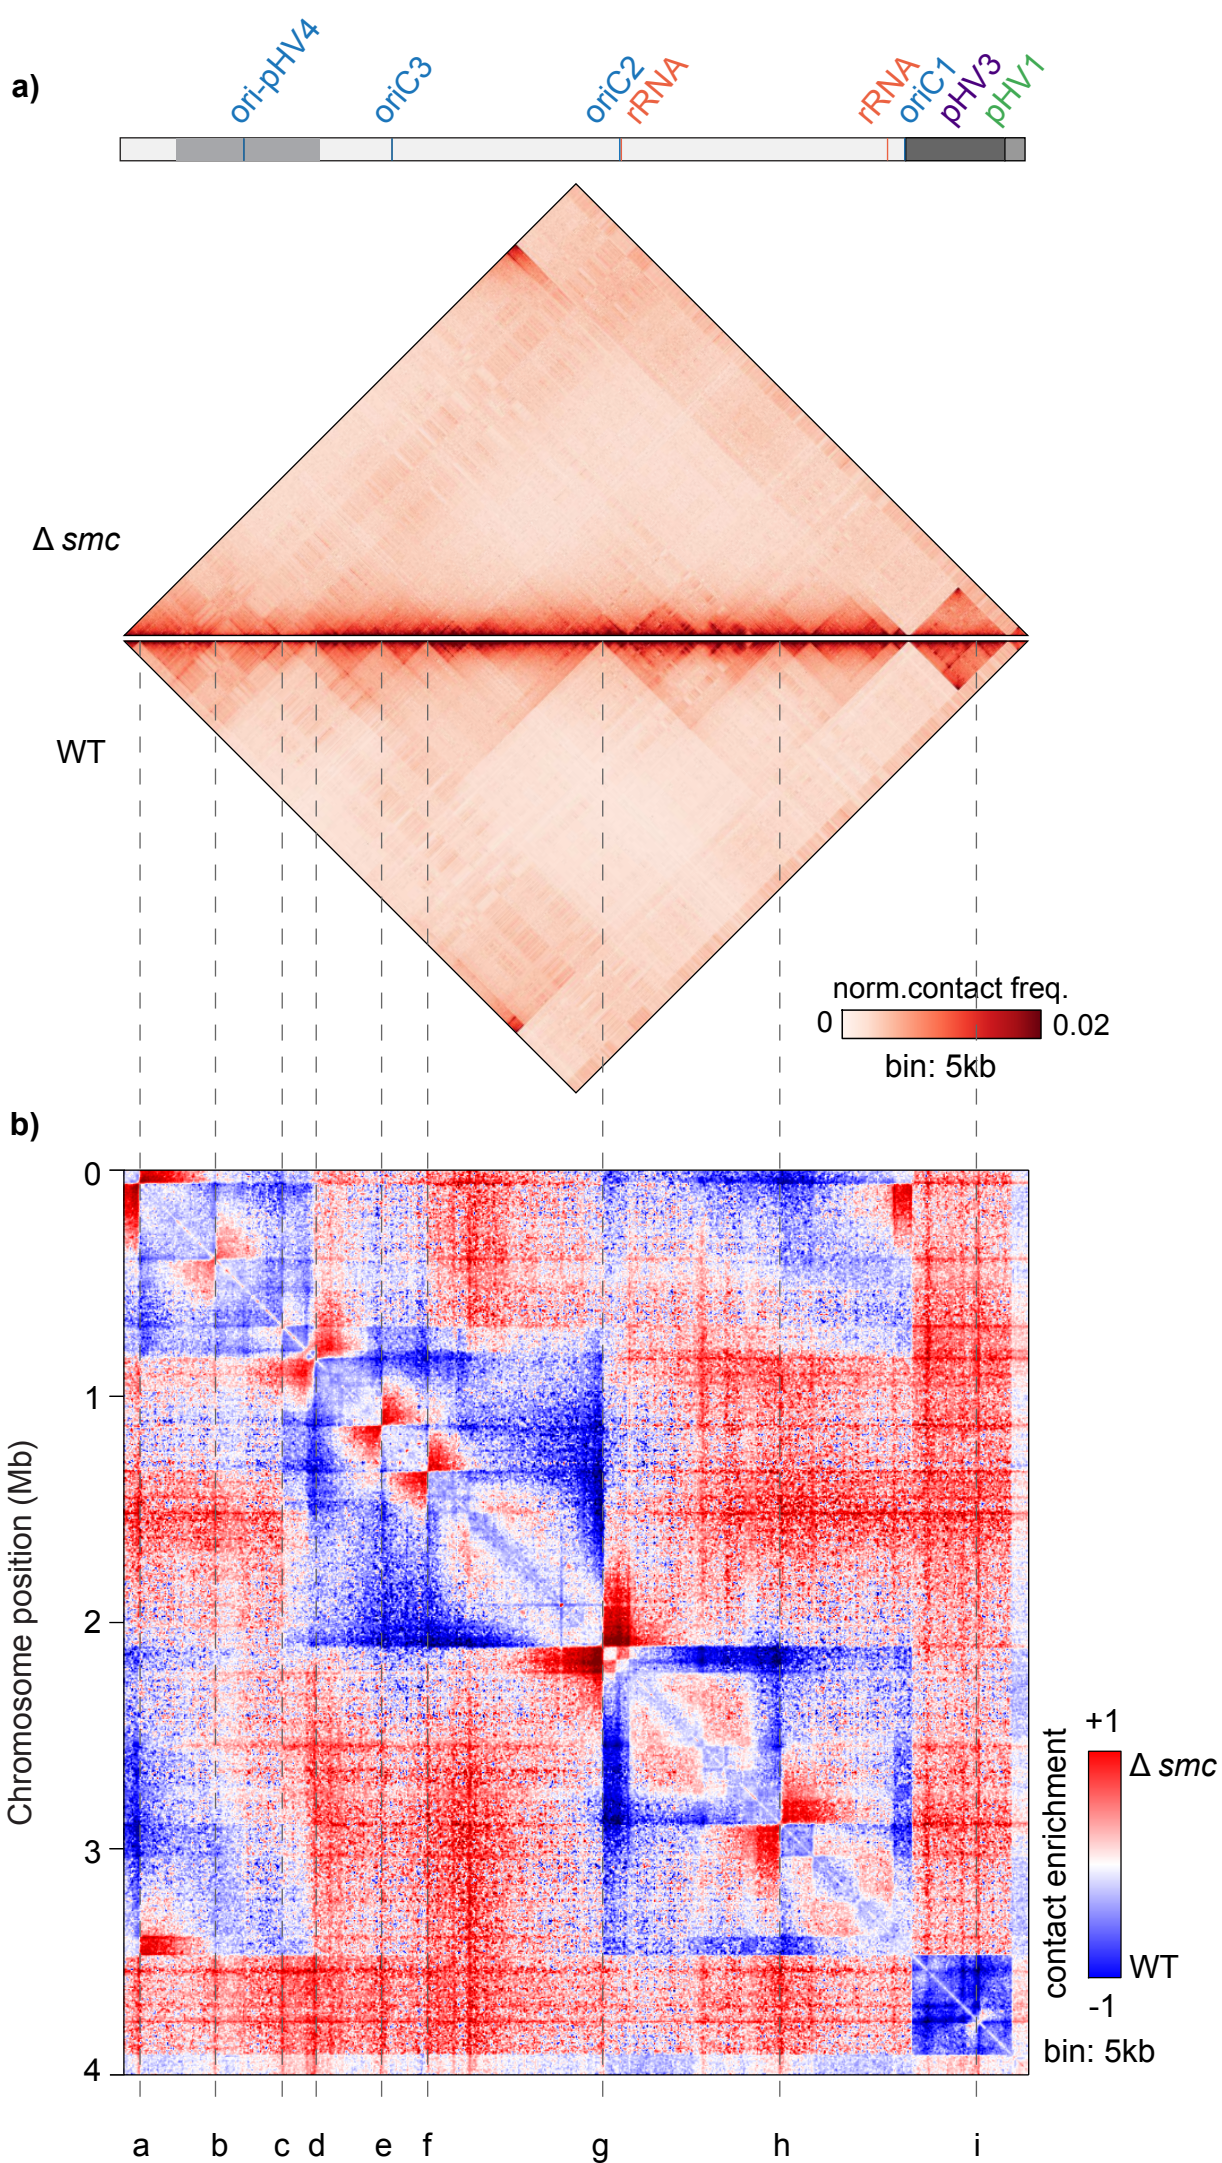 a)
ori-pHV4
oriC3
oriC2
rRNA
rRNA
oriC1
pHV3
pHV1
Δ smc
WT
norm.contact freq.
0
0.02
bin: 5kb
b)
0
1
2
3
4
Chromosome position (Mb)
contact enrichment
+1
Δ smc
WT
-1
bin: 5kb
a b c d e f g h i